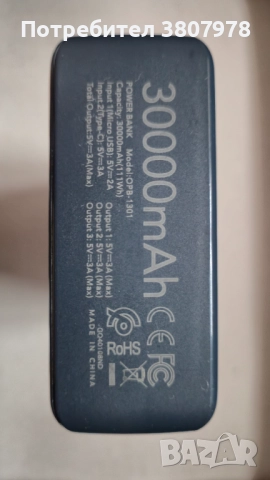 Потребител 3807978
30000mAh
POWER BANK Model:OPB-1301
Capacity: 30000mAh(111Wh)
Input 1(Micro USB): 5V⎓2A
Input 2(Type-C): 5V⎓3A
Total Output:5V⎓3A(Max)
Output 1: 5V⎓3A(Max)
Output 2: 5V⎓3A (Max)
Output 3: 5V⎓3A (Max)
CE FC
RoHS
MADE IN CHINA
BAZAR